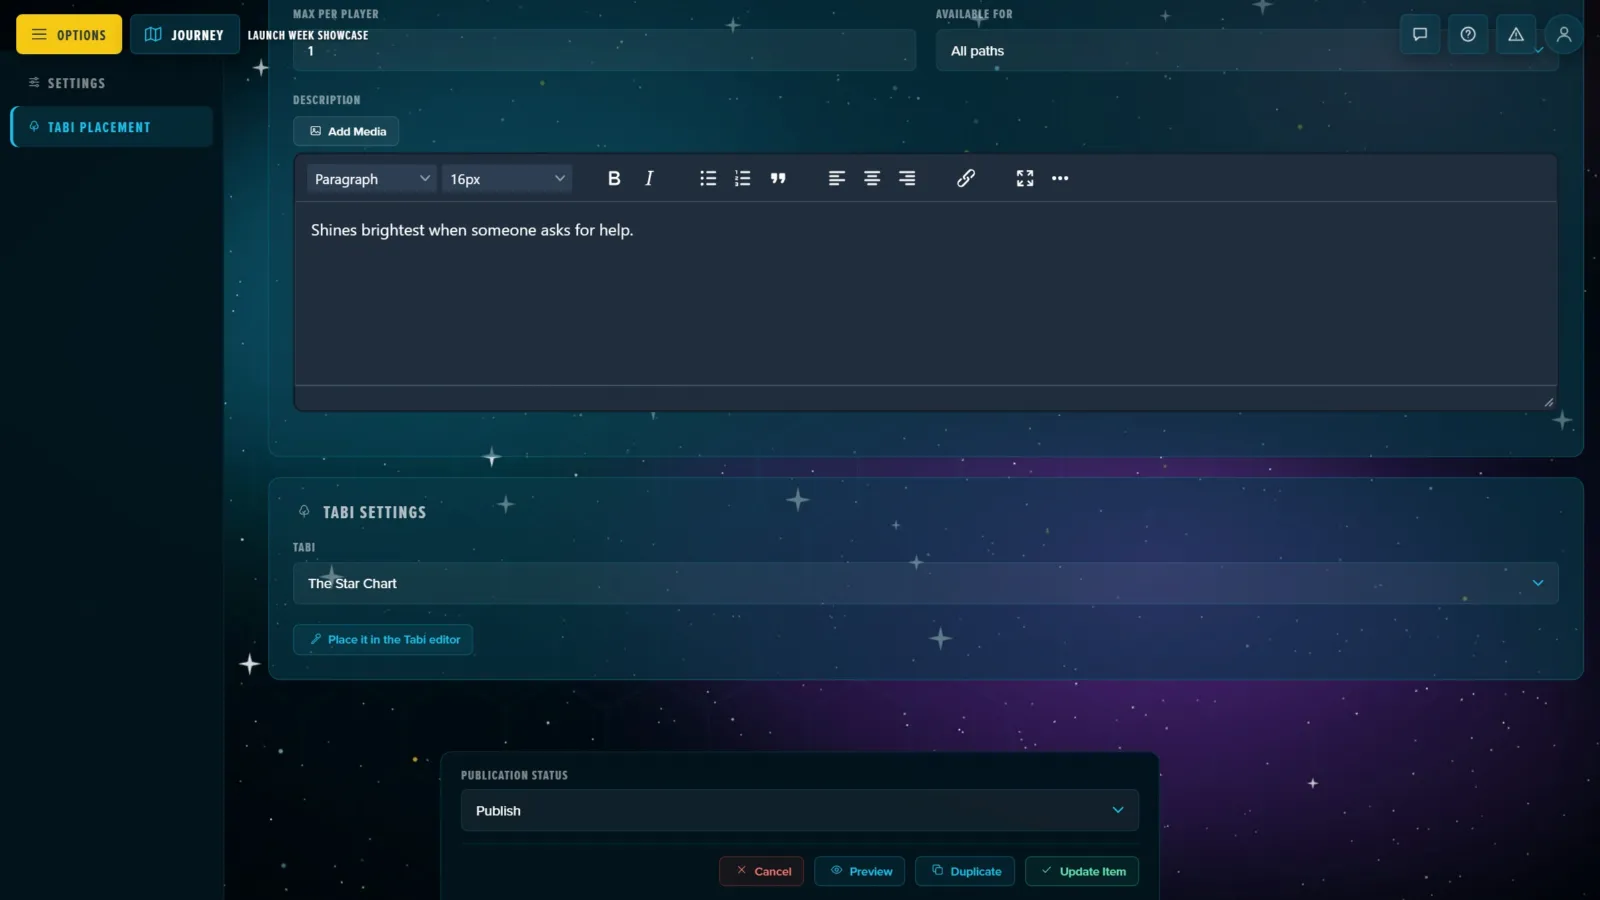 OPTIONS
JOURNEY
LAUNCH WEEK SHOWCASE
SETTINGS
TABI PLACEMENT
MAX PER PLAYER
1
AVAILABLE FOR
All paths
DESCRIPTION
Add Media
Paragraph
16px
B I
Shines brightest when someone asks for help.
TABI SETTINGS
TABI
The Star Chart
Place it in the Tabi editor
PUBLICATION STATUS
Publish
Cancel
Preview
Duplicate
Update Item